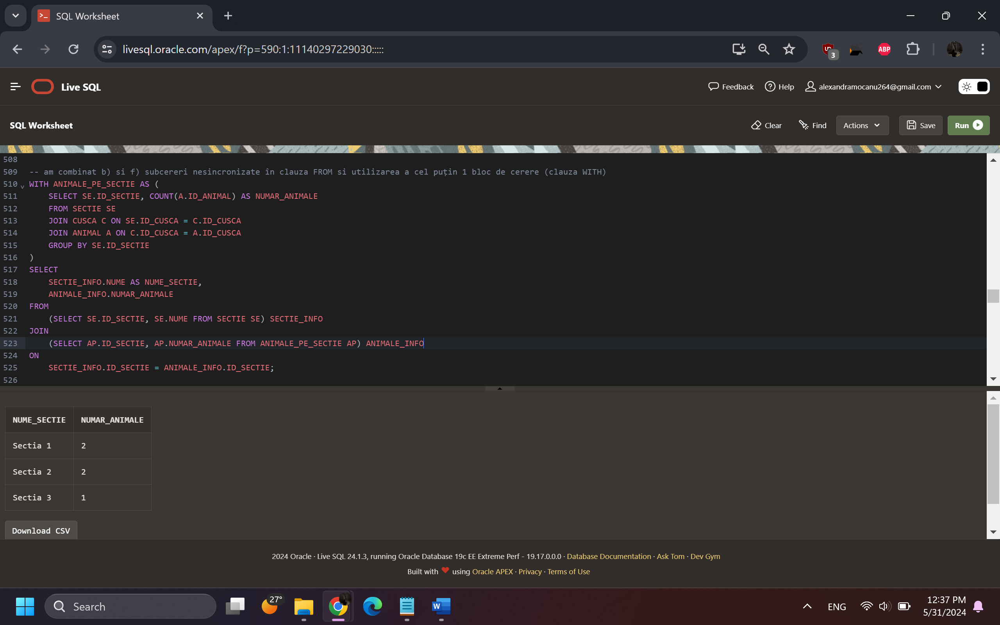 SQL Worksheet
livesql.oracle.com/apex/f?p=590:1:11140297229030:::::
3
ABP
Live SQL
Feedback
Help
alexandramocanu264@gmail.com
SQL Worksheet
Clear
Find
Actions
Save
Run
508
509 -- am combinat b) si f) subcereri nesincronizate în clauza FROM si utilizarea a cel puțin 1 bloc de cerere (clauza WITH)
510 WITH ANIMALE_PE_SECTIE AS (
511 SELECT SE.ID_SECTIE, COUNT(A.ID_ANIMAL) AS NUMAR_ANIMALE
512 FROM SECTIE SE
513 JOIN CUSCA C ON SE.ID_CUSCA = C.ID_CUSCA
514 JOIN ANIMAL A ON C.ID_CUSCA = A.ID_CUSCA
515 GROUP BY SE.ID_SECTIE
516 )
517 SELECT
518 SECTIE_INFO.NUME AS NUME_SECTIE,
519 ANIMALE_INFO.NUMAR_ANIMALE
520 FROM
521 (SELECT SE.ID_SECTIE, SE.NUME FROM SECTIE SE) SECTIE_INFO
522 JOIN
523 (SELECT AP.ID_SECTIE, AP.NUMAR_ANIMALE FROM ANIMALE_PE_SECTIE AP) ANIMALE_INFO
524 ON
525 SECTIE_INFO.ID_SECTIE = ANIMALE_INFO.ID_SECTIE;
526
NUME_SECTIE NUMAR_ANIMALE
Sectia 1 2
Sectia 2 2
Sectia 3 1
Download CSV
2024 Oracle · Live SQL 24.1.3, running Oracle Database 19c EE Extreme Perf - 19.17.0.0.0 · Database Documentation · Ask Tom · Dev Gym
Built with ❤ using Oracle APEX · Privacy · Terms of Use
Search
27°
W
ENG
12:37 PM
5/31/2024